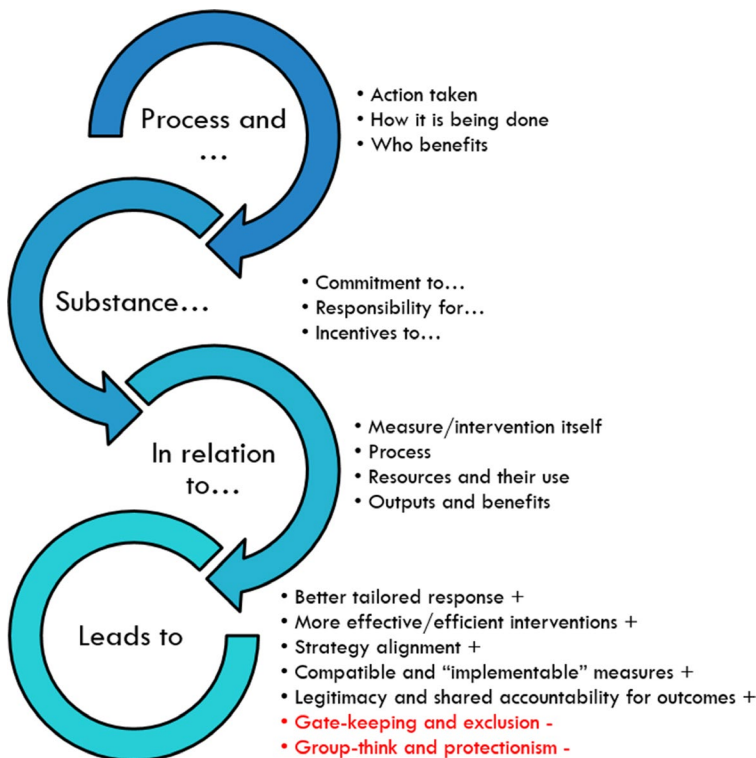 Process and
…
• Action taken
• How it is being done
• Who benefits
Substance…
• Commitment to…
• Responsibility for…
• Incentives to…
In relation
to…
• Measure/intervention itself
• Process
• Resources and their use
• Outputs and benefits
Leads to
• Better tailored response +
• More effective/efficient interventions +
• Strategy alignment +
• Compatible and “implementable” measures +
• Legitimacy and shared accountability for outcomes +
• Gate-keeping and exclusion -
• Group-think and protectionism -